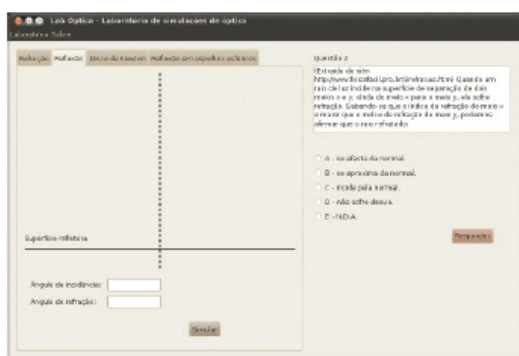 Lab Óptica - Laboratório de simulações de óptica
Laboratório Sobre
Refração Reflexão Disco de Newton Reflexão em espelhos esféricos
Superfície refletora
Ângulo de incidência:
Ângulo de refração:
Simular
Questão 2
(Extraído do site:
Quando um
raio de luz incide na superfície de separação de dois
meios x e y, vindo do meio x para o meio y, ele sofre
refração. Sabendo-se que o índice de refração do meio x
é maior que o índice de refração do meio y, podemos
afirmar que o raio refratado:
A - se afasta da normal.
B - se aproxima da normal.
C - incide pela normal.
D - não sofre desvio.
E - N.D.A.
Responder